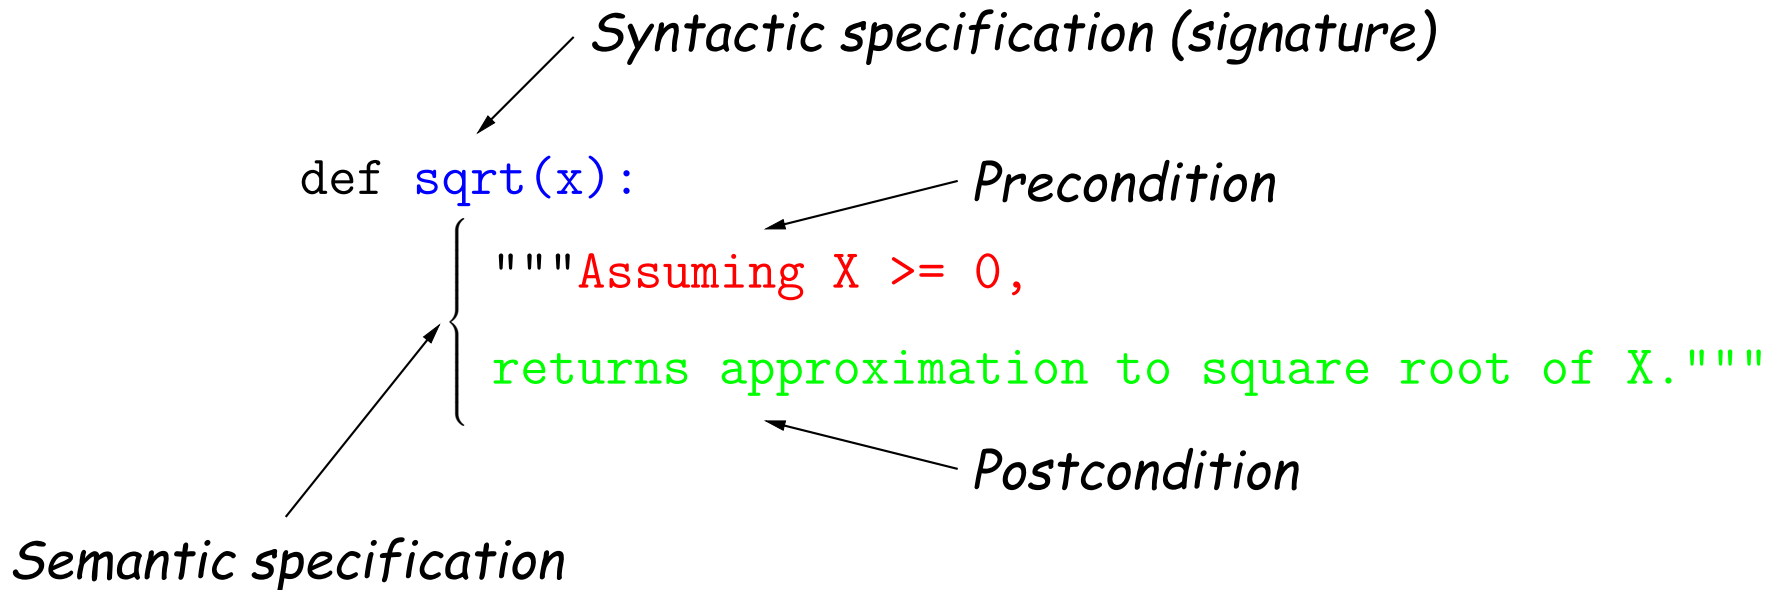 Syntactic specification (signature)
def sqrt(x):
Precondition
"""Assuming X >= 0,
returns approximation to square root of X."""
Postcondition
Semantic specification